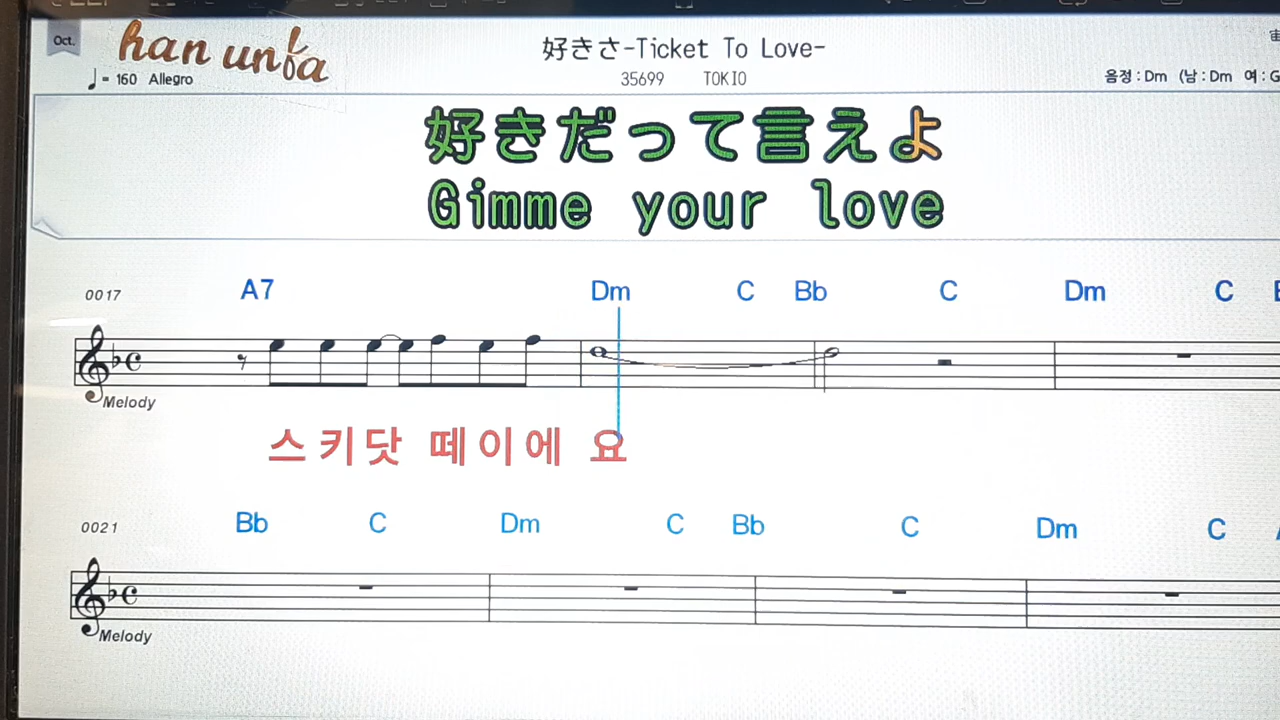 Oct.
han unba
好きさ-Ticket To Love-
♩= 160 Allegro
35699 TOKIO
음정 : Dm (남 : Dm 여 : G
好きだって言えよ
Gimme your love
0017 A7 Dm C Bb C Dm C
Melody
스키닷 떼이에 요
0021 Bb C Dm C Bb C Dm C
Melody